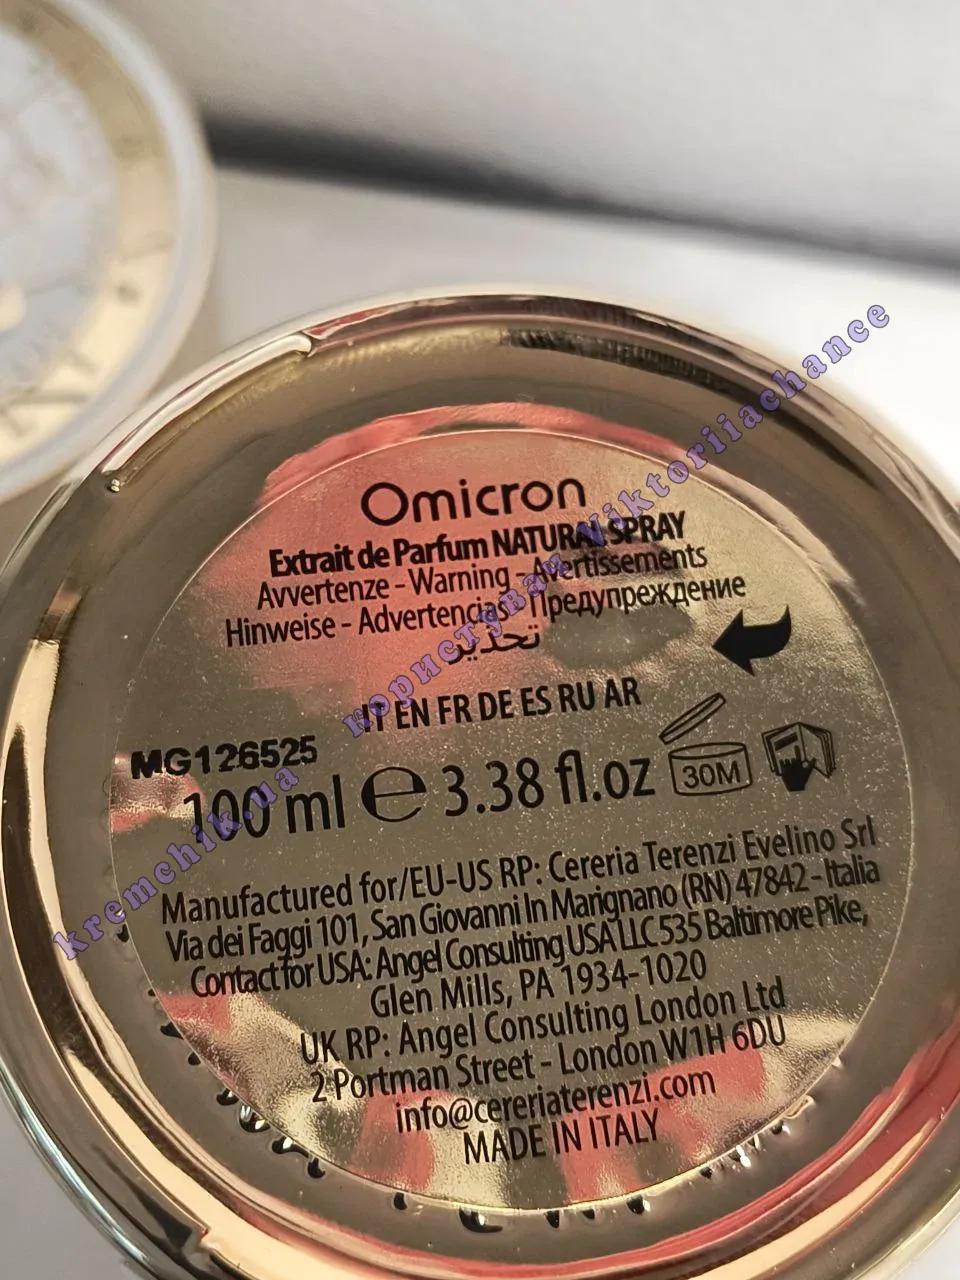 Omicron
Extrait de Parfum NATURAL SPRAY
Avvertenze - Warning - Avertissements
Hinweise - Advertencias - Предупреждение
تحذير
IT EN FR DE ES RU AR
MG126525
100 ml e 3.38 fl.oz
30M
Manufactured for/EU-US RP: Cereria Terenzi Evelino Srl
Via dei Faggi 101, San Giovanni In Marignano (RN) 47842 - Italia
Contact for USA: Angel Consulting USA LLC 535 Baltimore Pike,
Glen Mills, PA 1934-1020
UK RP: Angel Consulting London Ltd
2 Portman Street - London W1H 6DU
info@cereriaterenzi.com
MADE IN ITALY
kremchik.ua користувач Viktoriiachance